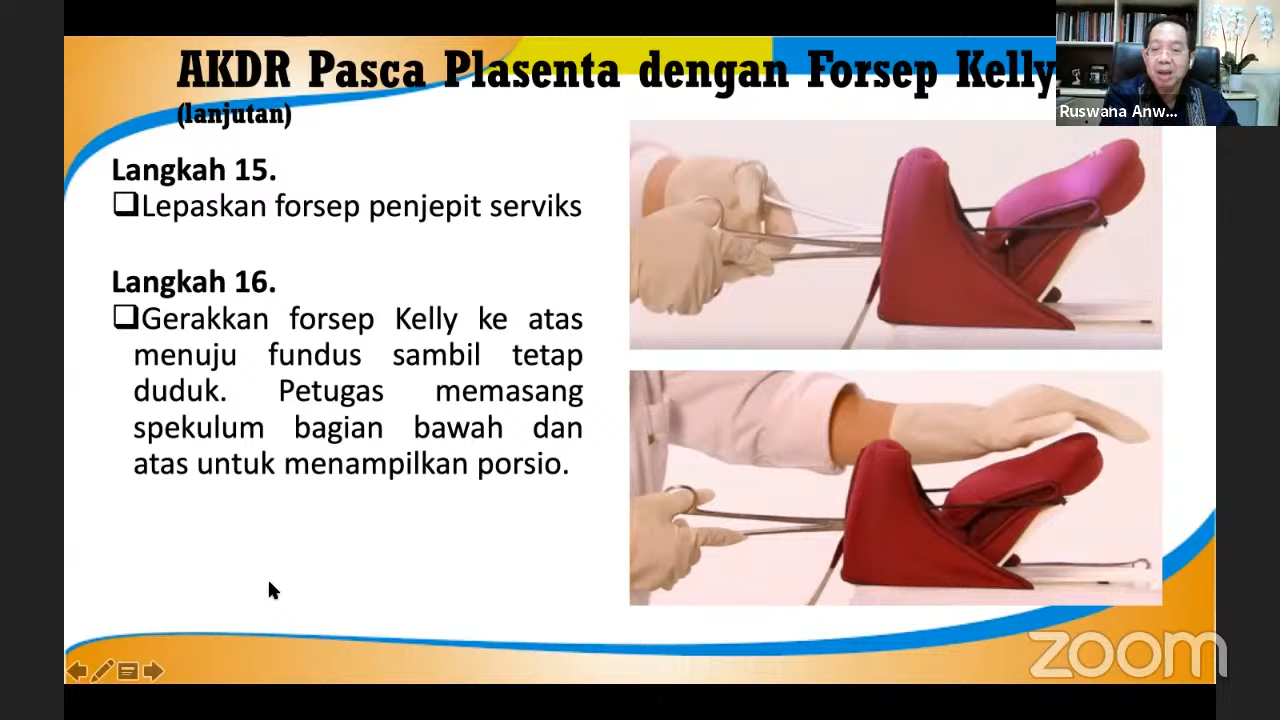 AKDR Pasca Plasenta dengan Forsep Kelly
(lanjutan)
Ruswana Anw...
Langkah 15.
❑Lepaskan forsep penjepit serviks
Langkah 16.
❑Gerakkan forsep Kelly ke atas
menuju fundus sambil tetap
duduk. Petugas memasang
spekulum bagian bawah dan
atas untuk menampilkan porsio.
zoom